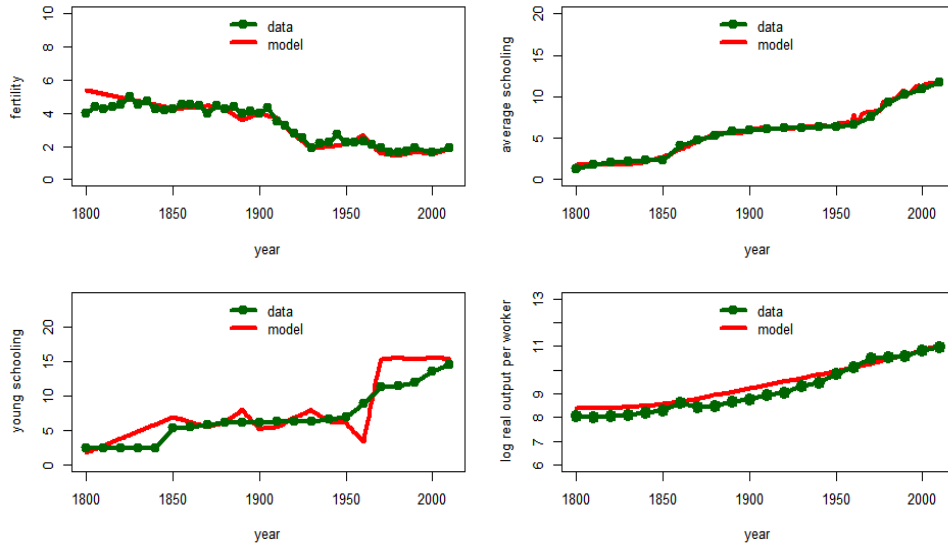 fertility
0 2 4 6 8 10
data
model
1800 1850 1900 1950 2000
year
average schooling
0 5 10 15 20
data
model
1800 1850 1900 1950 2000
year
young schooling
0 5 10 15 20
data
model
1800 1850 1900 1950 2000
year
log real output per worker
6 7 8 9 11 13
data
model
1800 1850 1900 1950 2000
year